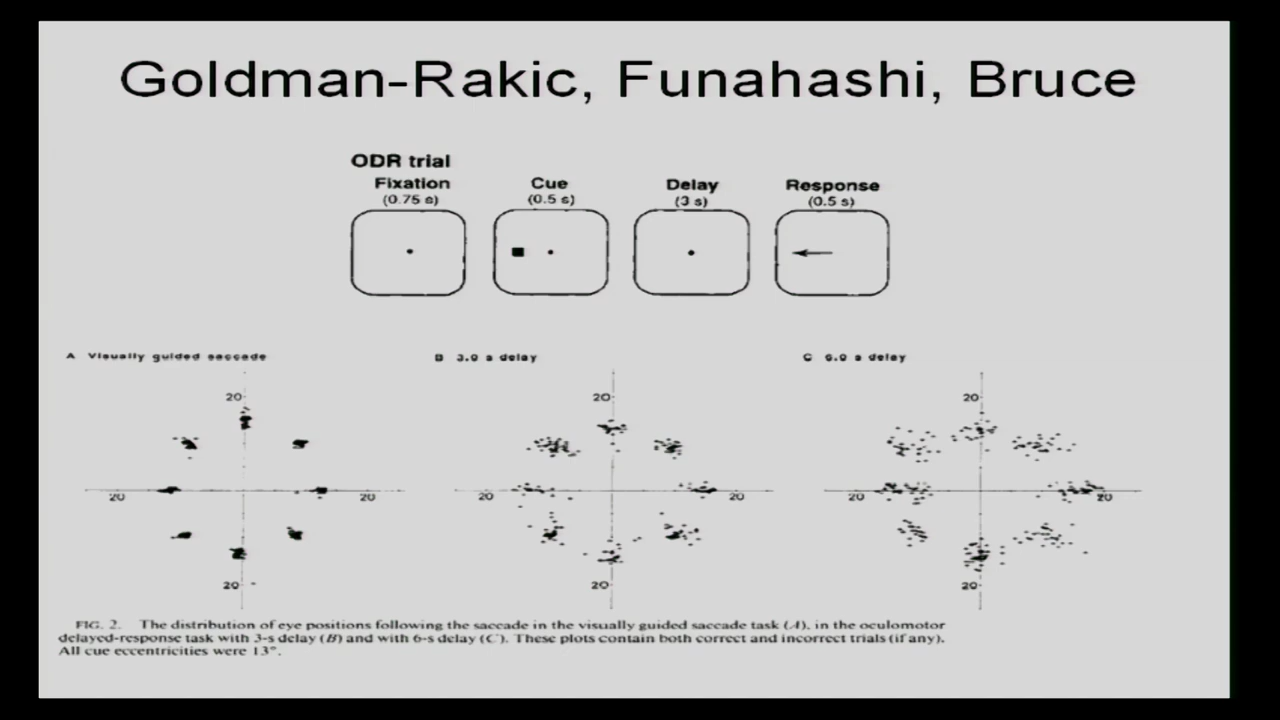 Goldman-Rakic, Funahashi, Bruce
ODR trial
Fixation Cue Delay Response
(0.75 s) (0.5 s) (3 s) (0.5 s)
A Visually guided saccade B 3.0 s delay C 6.0 s delay
20 20 20
20 20 20 20 20 20
20 20 20
FIG. 2. The distribution of eye positions following the saccade in the visually guided saccade task (A), in the oculomotor
delayed-response task with 3-s delay (B) and with 6-s delay (C). These plots contain both correct and incorrect trials (if any).
All cue eccentricities were 13°.